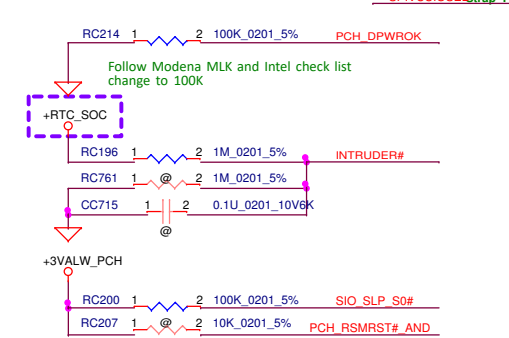 RC214 1 2 100K_0201_5% PCH_DPWROK
Follow Modena MLK and Intel check list
change to 100K
+RTC_SOC
RC196 1 2 1M_0201_5% INTRUDER#
RC761 1 @ 2 1M_0201_5%
CC715 1 2 0.1U_0201_10V6K
@
+3VALW_PCH
RC200 1 2 100K_0201_5% SIO_SLP_S0#
RC207 1 @ 2 10K_0201_5% PCH_RSMRST#_AND